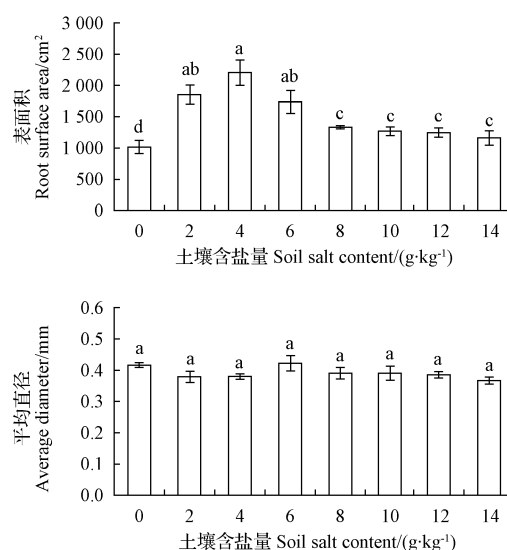 3 000
2 500
2 000
1 500
1 000
500
0
表面积
Root surface area/cm²
d
ab
a
ab
c
c
c
c
0 2 4 6 8 10 12 14
土壤含盐量 Soil salt content/(g·kg⁻¹)
0.6
0.5
0.4
0.3
0.2
0.1
0.0
平均直径
Average diameter/mm
a a a a a a a a
0 2 4 6 8 10 12 14
土壤含盐量 Soil salt content/(g·kg⁻¹)